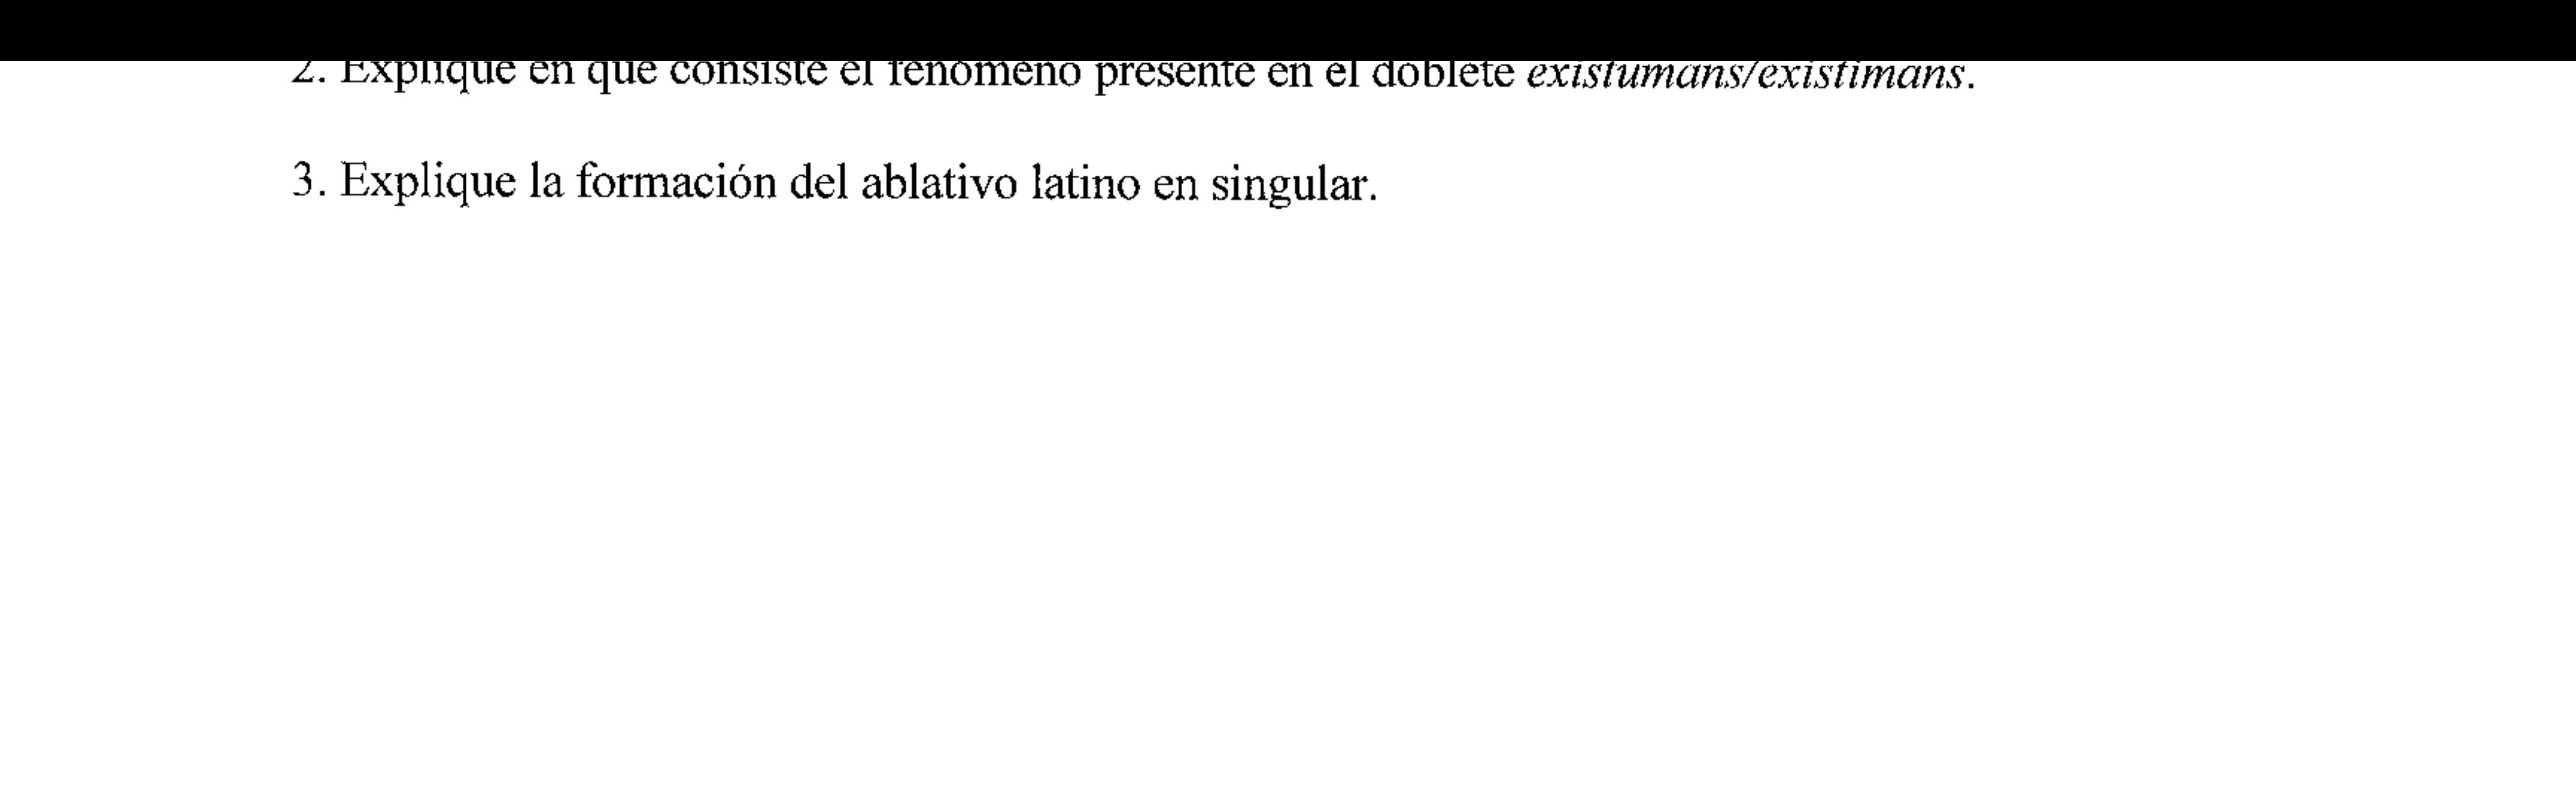 2. Explique en qué consiste el fenómeno presente en el doblete existumans/existimans.
3. Explique la formación del ablativo latino en singular.